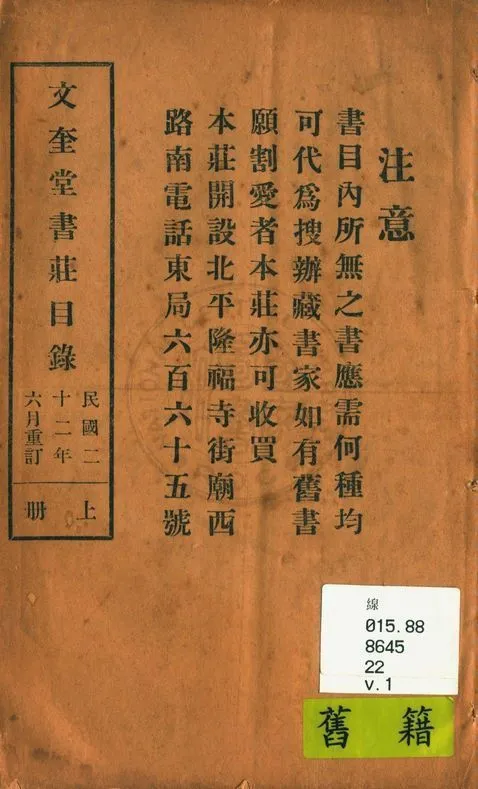 注意
書目內所無之書應需何種均
可代爲搜辦藏書家如有舊書
願割愛者本莊亦可收買
本莊開設北平隆福寺街廟西
路南電話東局六百六十五號
文奎堂書莊目錄
民國二
十二年
六月重訂
上
册
線
015.88
8645
22
v.1
舊籍